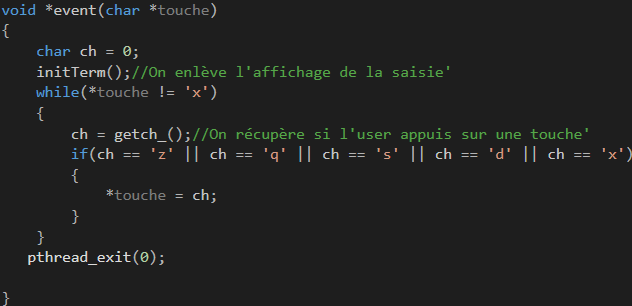 void *event(char *touche)
{
    char ch = 0;
    initTerm();//On enlève l'affichage de la saisie'
    while(*touche != 'x')
    {
        ch = getch_();//On récupère si l'user appuis sur une touche'
        if(ch == 'z' || ch == 'q' || ch == 's' || ch == 'd' || ch == 'x')
        {
            *touche = ch;
        }
    }
   pthread_exit(0);
}